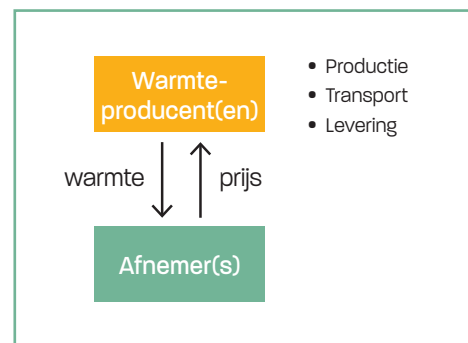 Warmte-
producent(en)
• Productie
• Transport
• Levering
warmte
prijs
Afnemer(s)